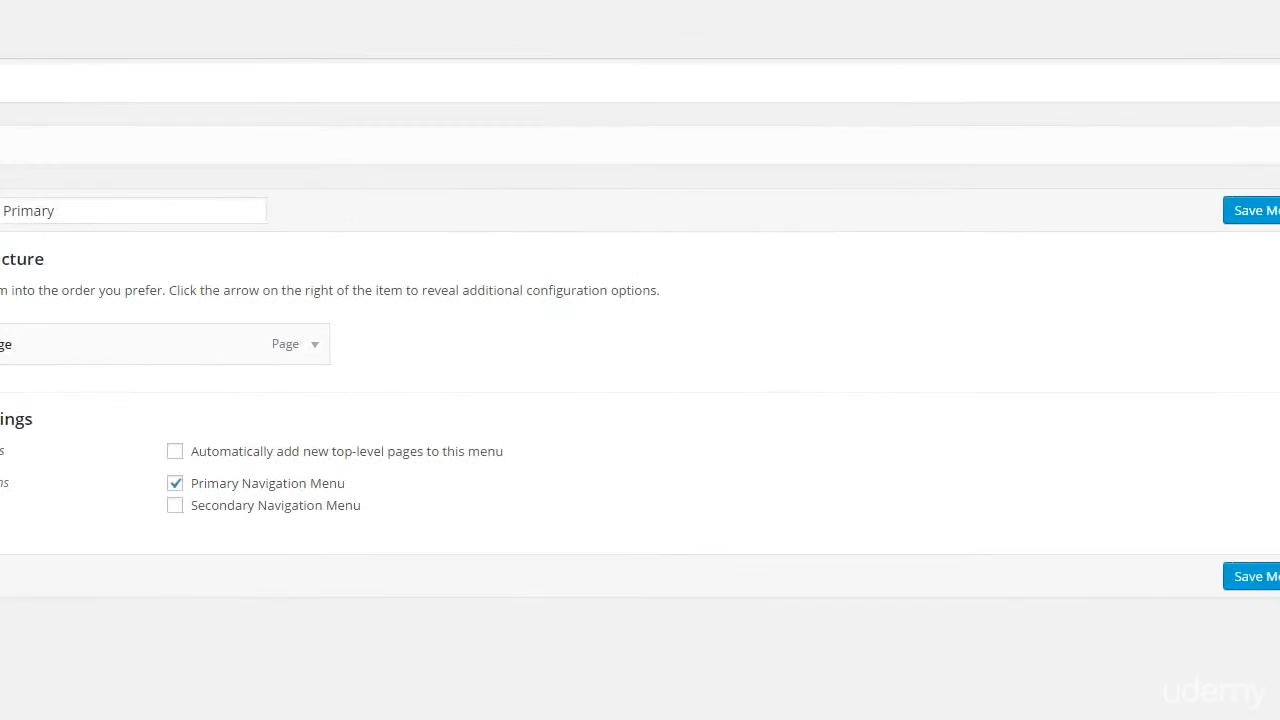 Primary
Save Me
cture
m into the order you prefer. Click the arrow on the right of the item to reveal additional configuration options.
ge Page
ings
s Automatically add new top-level pages to this menu
ns Primary Navigation Menu
Secondary Navigation Menu
Save Me
udemy